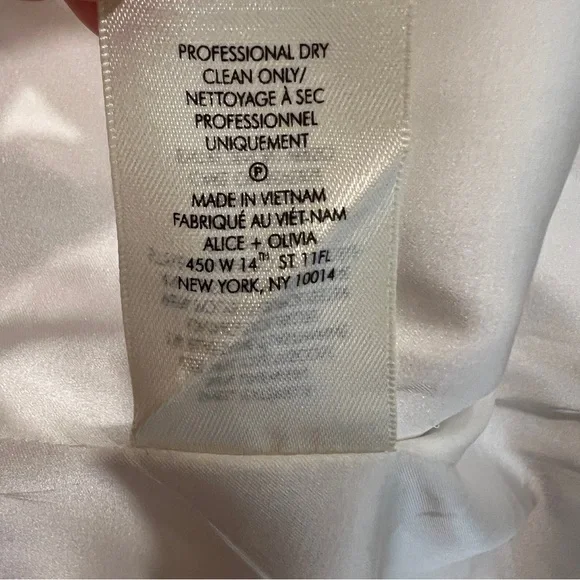 PROFESSIONAL DRY
CLEAN ONLY/
NETTOYAGE À SEC
PROFESSIONNEL
UNIQUEMENT
Ⓟ
MADE IN VIETNAM
FABRIQUÉ AU VIÊT-NAM
ALICE + OLIVIA
450 W 14TH ST 11FL
NEW YORK, NY 10014